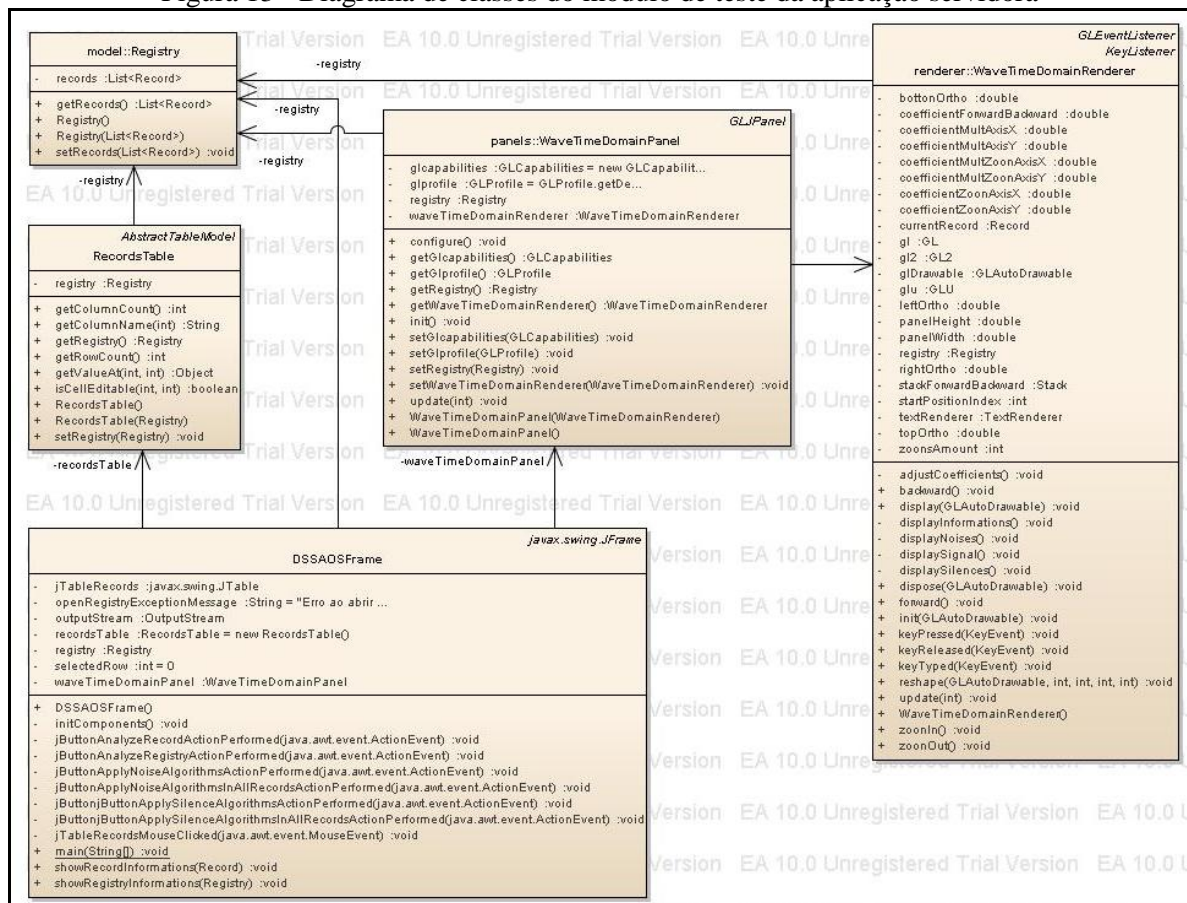 Figura 15 - Diagrama de classes do módulo de teste da aplicação servidora
model::Registry
- records :List<Record>
+ getRecords() :List<Record>
+ Registry()
+ Registry(List<Record>)
+ setRecords(List<Record>) :void
-registry
-registry
-registry
-registry
AbstractTableModel
RecordsTable
- registry :Registry
+ getColumnCount() :int
+ getColumnName(int) :String
+ getRegistry() :Registry
+ getRowCount() :int
+ getValueAt(int, int) :Object
+ isCellEditable(int, int) :boolean
+ RecordsTable()
+ RecordsTable(Registry)
+ setRegistry(Registry) :void
-recordsTable
GLJPanel
panels::WaveTimeDomainPanel
- glcapabilities :GLCapabilities = new GLCapabilit...
- glprofile :GLProfile = GLProfile.getDe...
- registry :Registry
- waveTimeDomainRenderer :WaveTimeDomainRenderer
+ configure() :void
+ getGlcapabilities() :GLCapabilities
+ getGlprofile() :GLProfile
+ getRegistry() :Registry
+ getWaveTimeDomainRenderer() :WaveTimeDomainRenderer
+ init() :void
+ setGlcapabilities(GLCapabilities) :void
+ setGlprofile(GLProfile) :void
+ setRegistry(Registry) :void
+ setWaveTimeDomainRenderer(WaveTimeDomainRenderer) :void
+ update(int) :void
+ WaveTimeDomainPanel(WaveTimeDomainRenderer)
+ WaveTimeDomainPanel()
-waveTimeDomainPanel
GLEventListener
KeyListener
renderer::WaveTimeDomainRenderer
- bottonOrtho :double
- coefficientForwardBackward :double
- coefficientMultAxisX :double
- coefficientMultAxisY :double
- coefficientMultZoonAxisX :double
- coefficientMultZoonAxisY :double
- coefficientZoonAxisX :double
- coefficientZoonAxisY :double
- currentRecord :Record
- gl :GL
- gl2 :GL2
- glDrawable :GLAutoDrawable
- glu :GLU
- leftOrtho :double
- panelHeight :double
- panelWidth :double
- registry :Registry
- rightOrtho :double
- stackForwardBackward :Stack
- startPositionIndex :int
- textRenderer :TextRenderer
- topOrtho :double
- zoonsAmount :int
- adjustCoefficients() :void
+ backward() :void
+ display(GLAutoDrawable) :void
- displayInformations() :void
- displayNoises() :void
- displaySignal() :void
- displaySilences() :void
+ dispose(GLAutoDrawable) :void
+ forward() :void
+ init(GLAutoDrawable) :void
+ keyPressed(KeyEvent) :void
+ keyReleased(KeyEvent) :void
+ keyTyped(KeyEvent) :void
+ reshape(GLAutoDrawable, int, int, int, int) :void
+ update(int) :void
+ WaveTimeDomainRenderer()
+ zoonIn() :void
+ zoonOut() :void
javax.swing.JFrame
DSSAOSFrame
- jTableRecords :javax.swing.JTable
- openRegistryExceptionMessage :String = "Erro ao abrir ...
- outputStream :OutputStream
- recordsTable :RecordsTable = new RecordsTable()
- registry :Registry
- selectedRow :int = 0
- waveTimeDomainPanel :WaveTimeDomainPanel
+ DSSAOSFrame()
- initComponents() :void
- jButtonAnalyzeRecordActionPerformed(java.awt.event.ActionEvent) :void
- jButtonAnalyzeRegistryActionPerformed(java.awt.event.ActionEvent) :void
- jButtonApplyNoiseAlgorithmsActionPerformed(java.awt.event.ActionEvent) :void
- jButtonApplyNoiseAlgorithmsInAllRecordsActionPerformed(java.awt.event.ActionEvent) :void
- jButtonjButtonApplySilenceAlgorithmsActionPerformed(java.awt.event.ActionEvent) :void
- jButtonjButtonApplySilenceAlgorithmsInAllRecordsActionPerformed(java.awt.event.ActionEvent) :void
- jTableRecordsMouseClicked(java.awt.event.MouseEvent) :void
+ main(String[]) :void
+ showRecordInformations(Record) :void
+ showRegistryInformations(Registry) :void